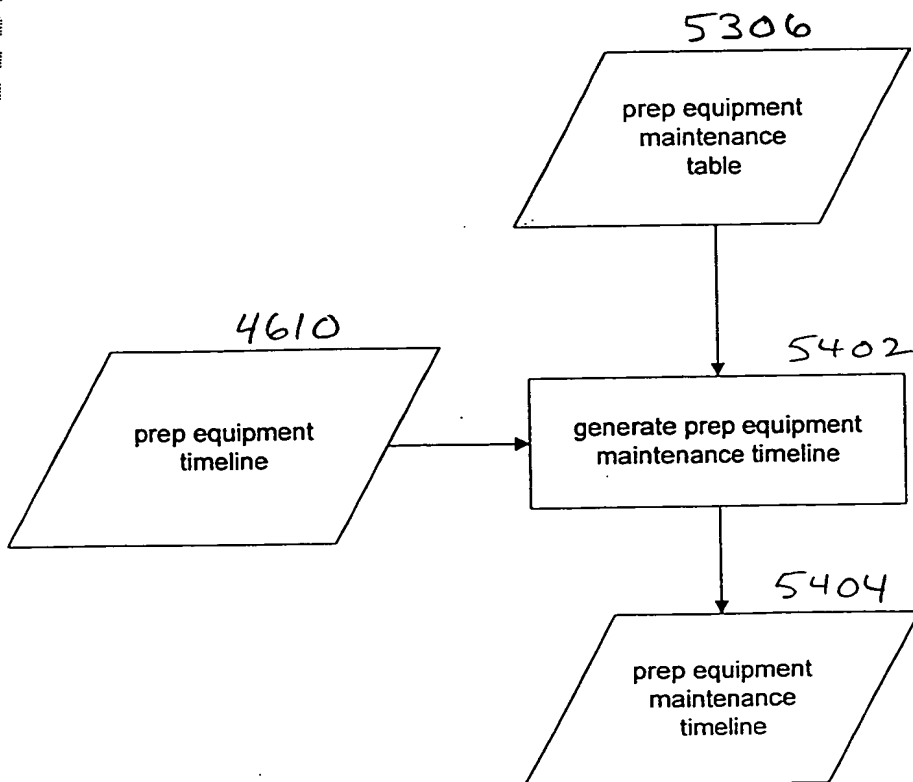 5306
prep equipment
maintenance
table
4610
prep equipment
timeline
5402
generate prep equipment
maintenance timeline
5404
prep equipment
maintenance
timeline